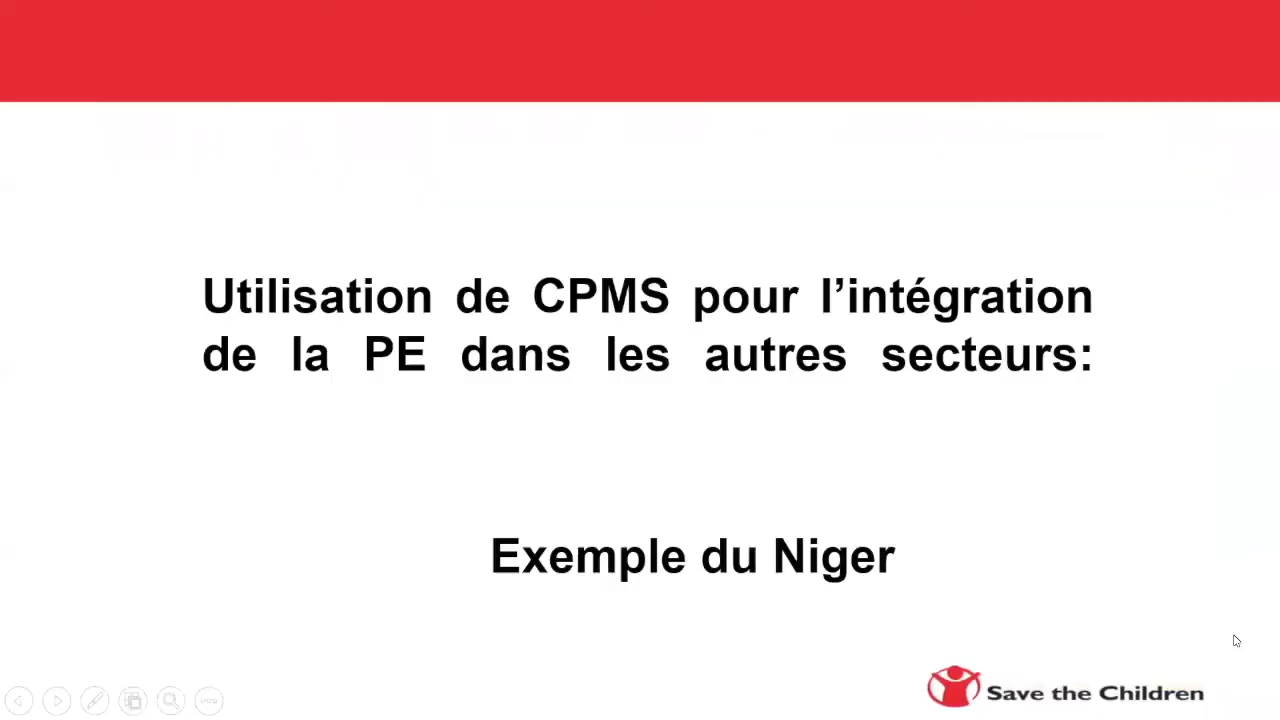 Utilisation de CPMS pour l’intégration
de la PE dans les autres secteurs:
Exemple du Niger
Save the Children